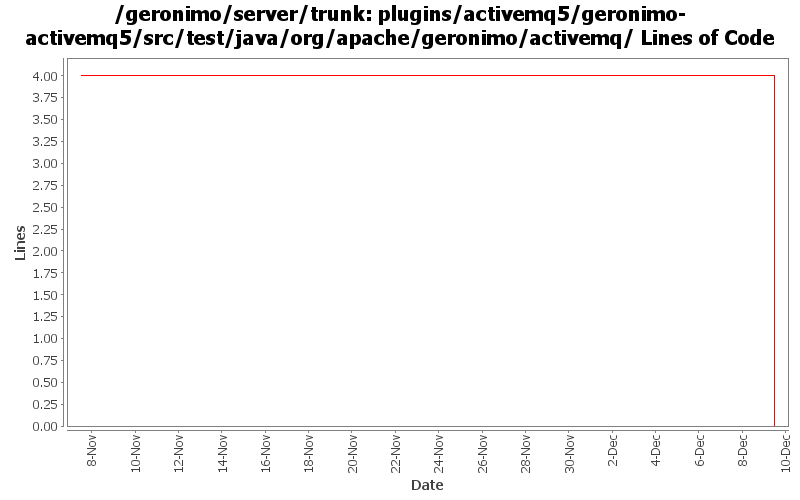 /geronimo/server/trunk: plugins/activemq5/geronimo-
activemq5/src/test/java/org/apache/geronimo/activemq/ Lines of Code
4.00
3.75
3.50
3.25
3.00
2.75
2.50
2.25
2.00
1.75
1.50
1.25
1.00
0.75
0.50
0.25
0.00
Lines
8-Nov
10-Nov
12-Nov
14-Nov
16-Nov
18-Nov
20-Nov
22-Nov
24-Nov
26-Nov
28-Nov
30-Nov
2-Dec
4-Dec
6-Dec
8-Dec
10-Dec
Date